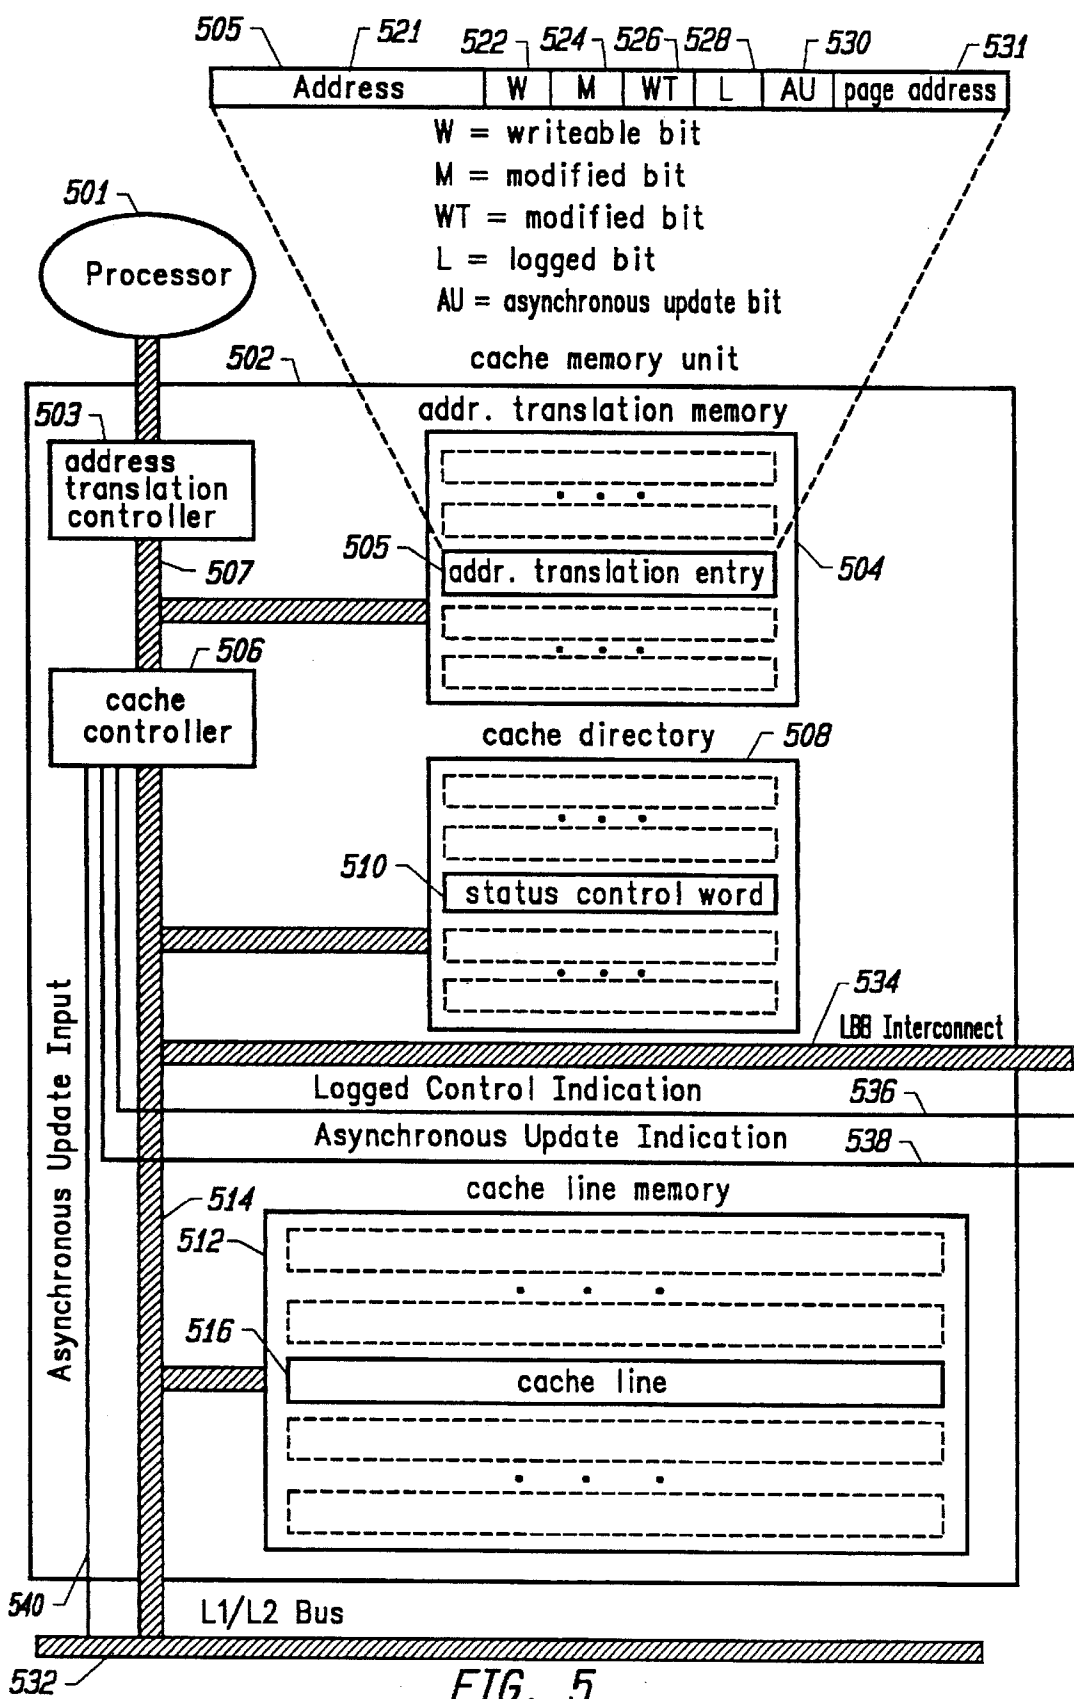 505 521 522 524 526 528 530 531
Address W M WT L AU page address
W = writeable bit
M = modified bit
WT = modified bit
L = logged bit
AU = asynchronous update bit
501
Processor
502
cache memory unit
503
addr. translation memory
address
translation
controller
505
addr. translation entry
504
507
506
cache
controller
cache directory
508
510
status control word
534
LBB Interconnect
Asynchronous Update Input
Logged Control Indication
536
Asynchronous Update Indication
538
cache line memory
514
512
516
cache line
540
L1/L2 Bus
532
FIG. 5